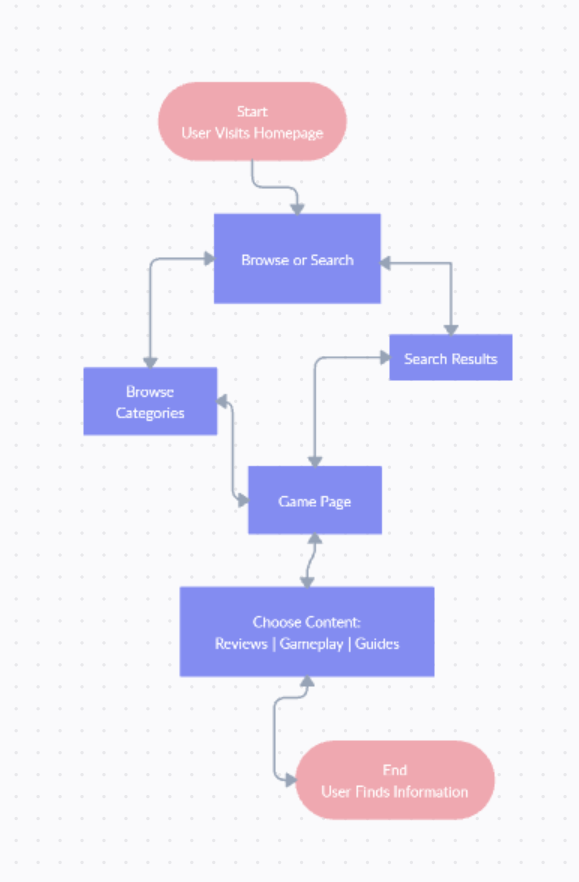 Start
User Visits Homepage
Browse or Search
Search Results
Browse
Categories
Game Page
Choose Content:
Reviews | Gameplay | Guides
End
User Finds Information